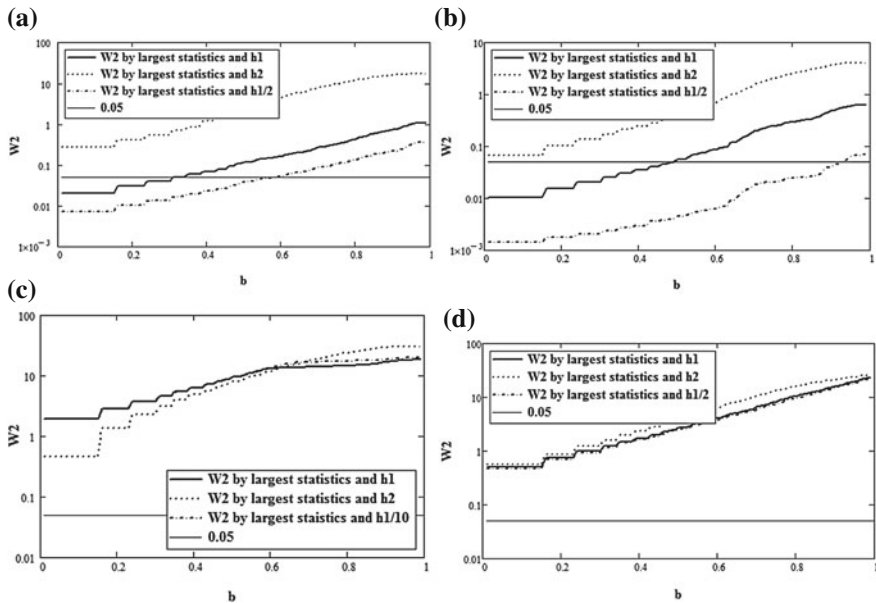 (a)
100
10
1
0.1
0.01
1×10⁻³
W2
0
0.2
0.4
0.6
0.8
1
b
W2 by largest statistics and h1
W2 by largest statistics and h2
W2 by largest statistics and h1/2
0.05
(b)
10
1
0.1
0.01
1×10⁻³
W2
0
0.2
0.4
0.6
0.8
1
b
W2 by largest statistics and h1
W2 by largest statistics and h2
W2 by largest statistics and h1/2
0.05
(c)
100
10
1
0.1
0.01
W2
0
0.2
0.4
0.6
0.8
1
b
W2 by largest statistics and h1
W2 by largest statistics and h2
W2 by largest staistics and h1/10
0.05
(d)
100
10
1
0.1
0.01
W2
0
0.2
0.4
0.6
0.8
1
b
W2 by largest statistics and h1
W2 by largest statistics and h2
W2 by largest statistics and h1/2
0.05